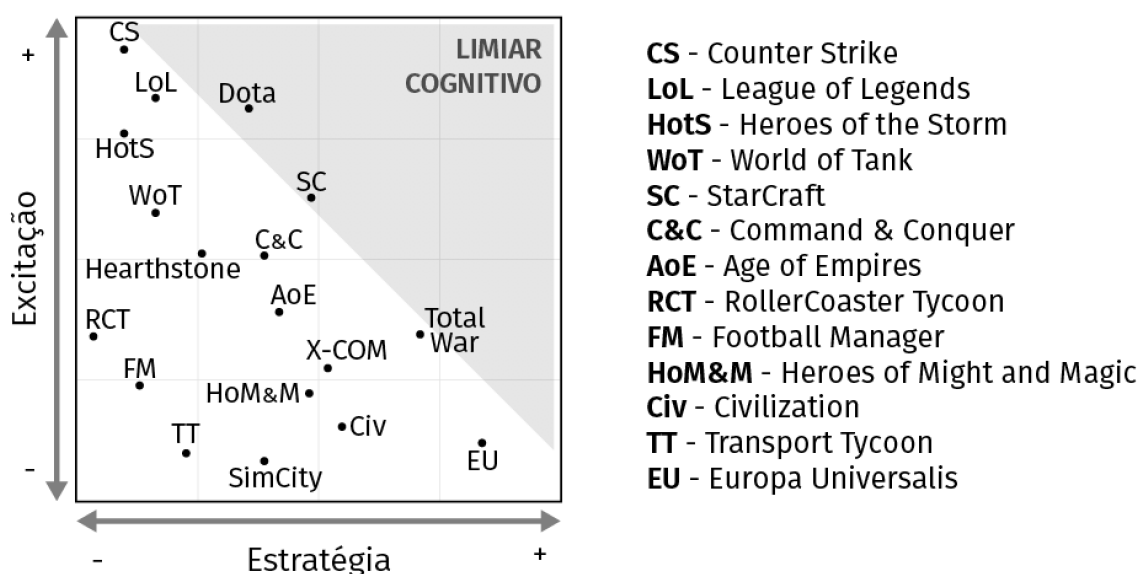 CS
LIMIAR
COGNITIVO
+
LoL
Dota
HotS
SC
WoT
C&C
Hearthstone
AoE
RCT
Total
War
X-COM
FM
HoM&M
Civ
TT
-
EU
SimCity
Excitação
- Estratégia +
CS - Counter Strike
LoL - League of Legends
HotS - Heroes of the Storm
WoT - World of Tank
SC - StarCraft
C&C - Command & Conquer
AoE - Age of Empires
RCT - RollerCoaster Tycoon
FM - Football Manager
HoM&M - Heroes of Might and Magic
Civ - Civilization
TT - Transport Tycoon
EU - Europa Universalis